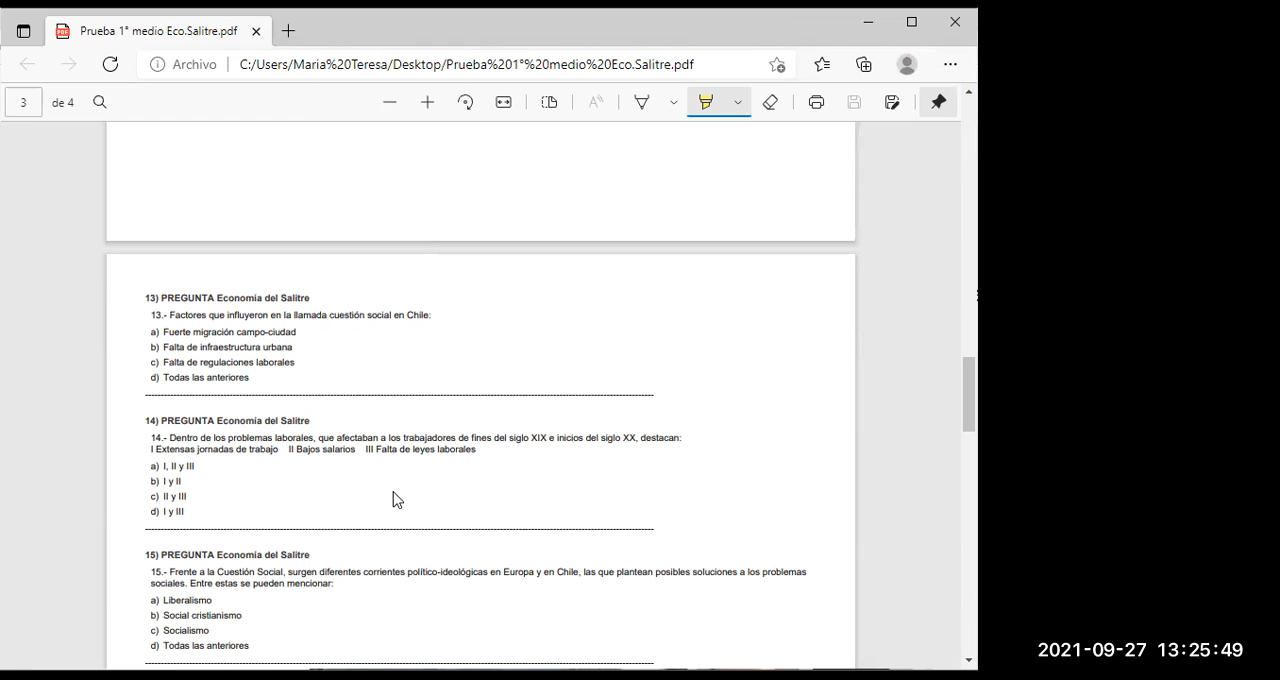 Prueba 1° medio Eco.Salitre.pdf
Archivo C:/Users/Maria%20Teresa/Desktop/Prueba%201°%20medio%20Eco.Salitre.pdf
3 de 4
13) PREGUNTA Economía del Salitre
13.- Factores que influyeron en la llamada cuestión social en Chile:
a) Fuerte migración campo-ciudad
b) Falta de infraestructura urbana
c) Falta de regulaciones laborales
d) Todas las anteriores
14) PREGUNTA Economía del Salitre
14.- Dentro de los problemas laborales, que afectaban a los trabajadores de fines del siglo XIX e inicios del siglo XX, destacan:
I Extensas jornadas de trabajo II Bajos salarios III Falta de leyes laborales
a) I, II y III
b) I y II
c) II y III
d) I y III
15) PREGUNTA Economía del Salitre
15.- Frente a la Cuestión Social, surgen diferentes corrientes político-ideológicas en Europa y en Chile, las que plantean posibles soluciones a los problemas
sociales. Entre estas se pueden mencionar:
a) Liberalismo
b) Social cristianismo
c) Socialismo
d) Todas las anteriores
2021-09-27 13:25:49